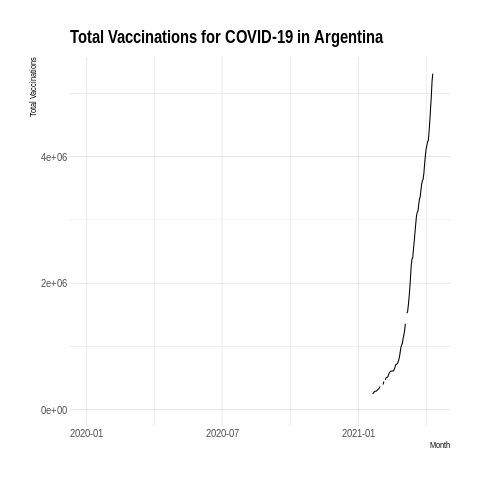 Total Vaccinations for COVID-19 in Argentina
Total Vaccinations
4e+06
2e+06
0e+00
2020-01
2020-07
2021-01
Month